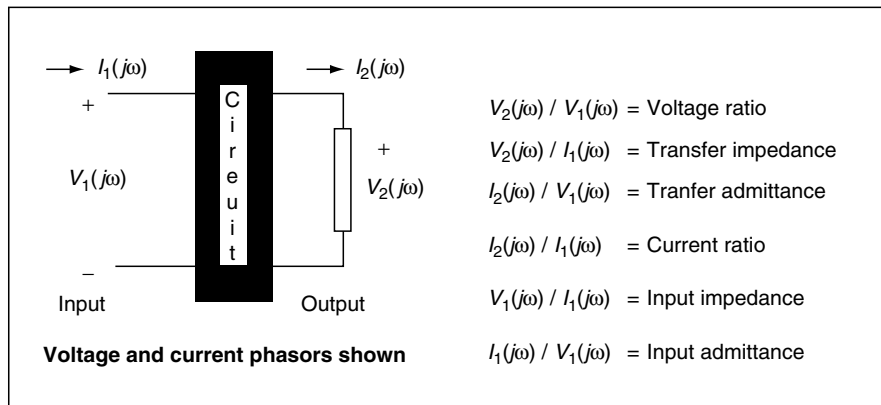 I₁(jω)
I₂(jω)
+
Cireuit
+
V₁(jω)
V₂(jω)
–
Input
Output
Voltage and current phasors shown
V₂(jω) / V₁(jω) = Voltage ratio
V₂(jω) / I₁(jω) = Transfer impedance
I₂(jω) / V₁(jω) = Tranfer admittance
I₂(jω) / I₁(jω) = Current ratio
V₁(jω) / I₁(jω) = Input impedance
I₁(jω) / V₁(jω) = Input admittance